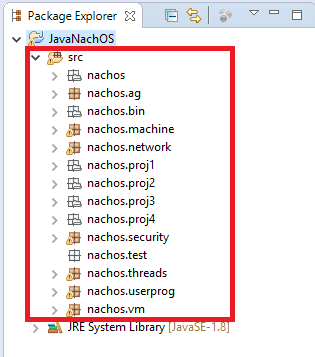 Package Explorer
JavaNachOS
src
nachos
nachos.ag
nachos.bin
nachos.machine
nachos.network
nachos.proj1
nachos.proj2
nachos.proj3
nachos.proj4
nachos.security
nachos.test
nachos.threads
nachos.userprog
nachos.vm
JRE System Library [JavaSE-1.8]